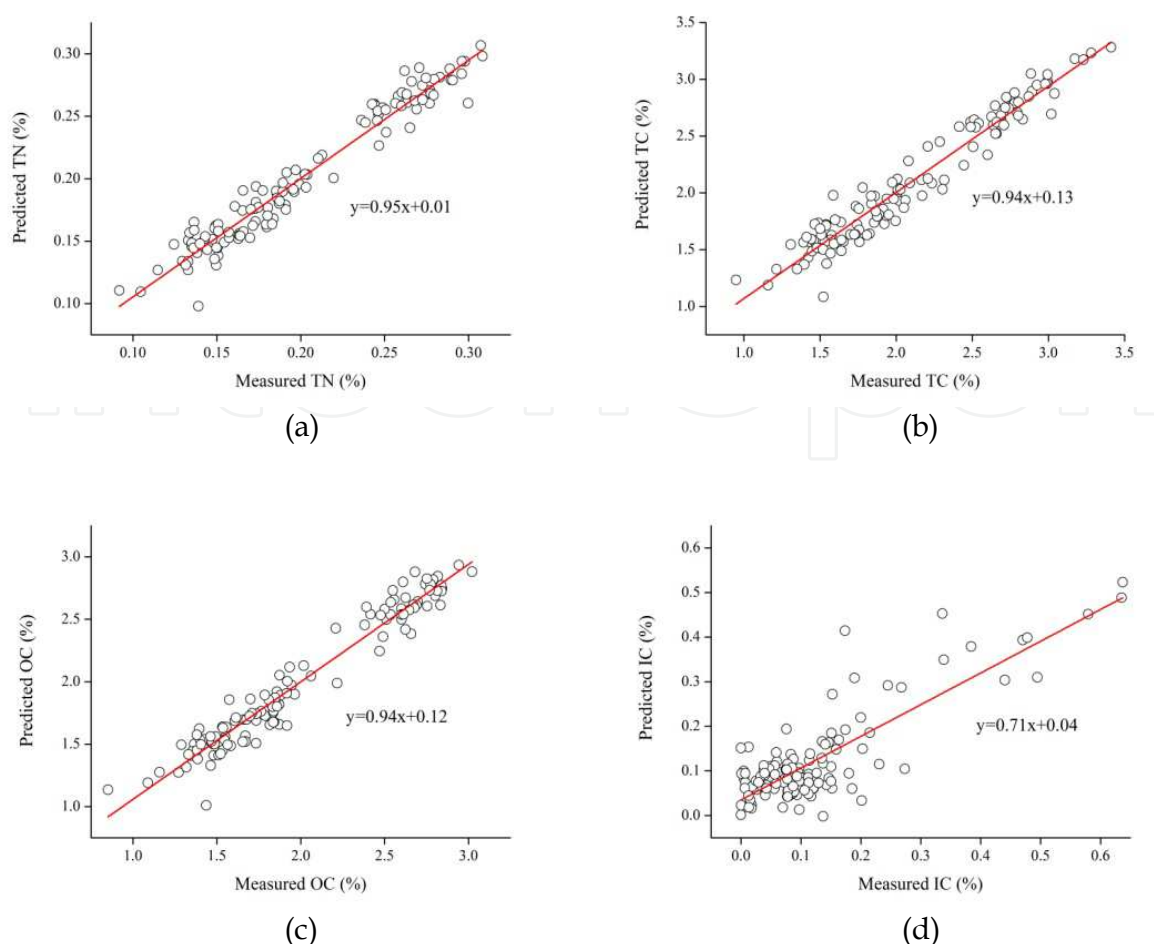 0.30
0.25
0.20
0.15
0.10
Predicted TN (%)
y=0.95x+0.01
0.10 0.15 0.20 0.25 0.30
Measured TN (%)
(a)
3.5
3.0
2.5
2.0
1.5
1.0
Predicted TC (%)
y=0.94x+0.13
1.0 1.5 2.0 2.5 3.0 3.5
Measured TC (%)
(b)
3.0
2.5
2.0
1.5
1.0
Predicted OC (%)
y=0.94x+0.12
1.0 1.5 2.0 2.5 3.0
Measured OC (%)
(c)
0.6
0.5
0.4
0.3
0.2
0.1
0.0
Predicted IC (%)
y=0.71x+0.04
0.0 0.1 0.2 0.3 0.4 0.5 0.6
Measured IC (%)
(d)